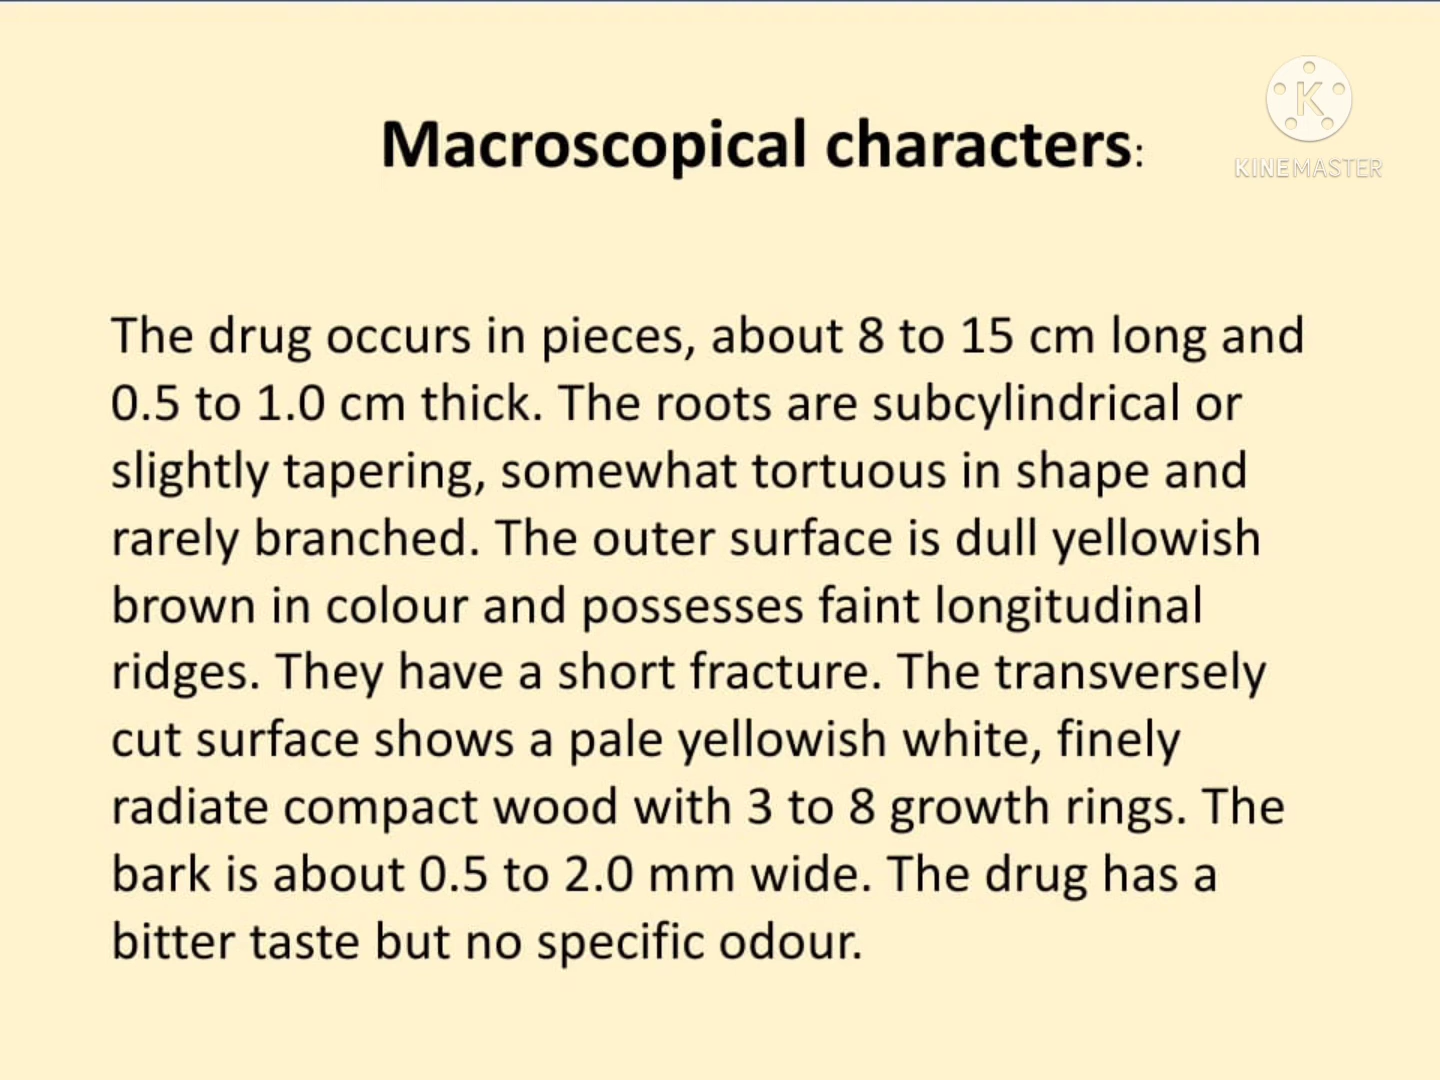 Macroscopical characters:
KINEMASTER
The drug occurs in pieces, about 8 to 15 cm long and
0.5 to 1.0 cm thick. The roots are subcylindrical or
slightly tapering, somewhat tortuous in shape and
rarely branched. The outer surface is dull yellowish
brown in colour and possesses faint longitudinal
ridges. They have a short fracture. The transversely
cut surface shows a pale yellowish white, finely
radiate compact wood with 3 to 8 growth rings. The
bark is about 0.5 to 2.0 mm wide. The drug has a
bitter taste but no specific odour.